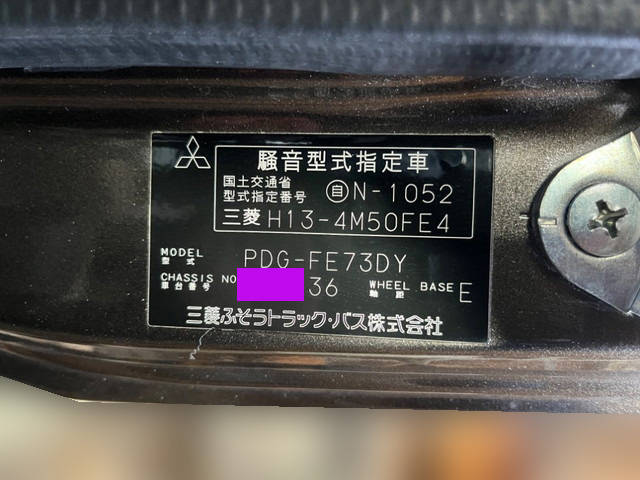 騒音型式指定車
国土交通省
型式指定番号 ㊐N-1052
三菱 H13-4M50FE4
MODEL
型式 PDG-FE73DY
CHASSIS NO
車台番号 36 WHEEL BASE
軸距 E
三菱ふそうトラック・バス株式会社